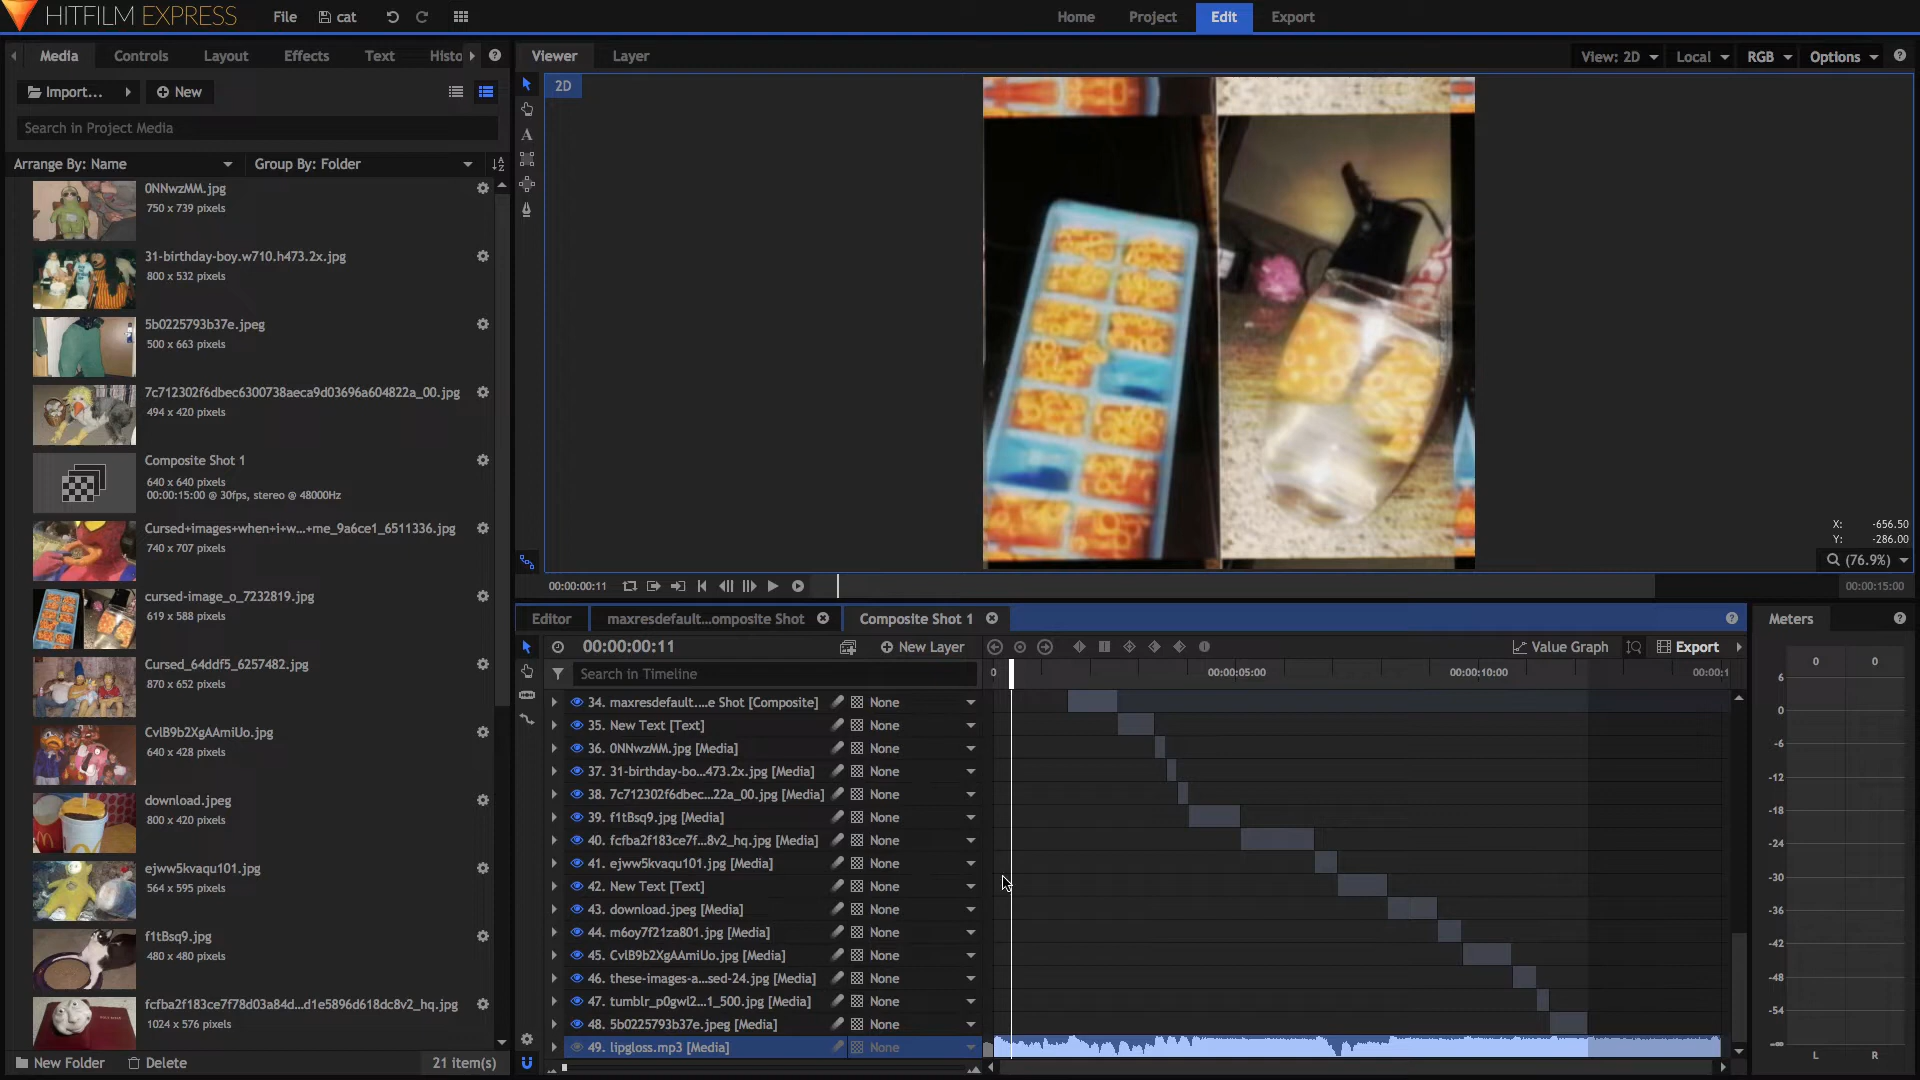 HITFILM EXPRESS
File
cat
Home
Project
Edit
Export
Media
Controls
Layout
Effects
Text
Histo
Viewer
Layer
View: 2D
Local
RGB
Options
Import...
New
2D
Search in Project Media
Arrange By: Name
Group By: Folder
0NNwzMM.jpg
750 x 739 pixels
31-birthday-boy.w710.h473.2x.jpg
800 x 532 pixels
5b0225793b37e.jpeg
500 x 663 pixels
7c712302f6dbec6300738aeca9d03696a604822a_00.jpg
494 x 420 pixels
Composite Shot 1
640 x 640 pixels
00:00:15:00 @ 30fps, stereo @ 48000Hz
Cursed+images+when+i+w...+me_9a6ce1_6511336.jpg
740 x 707 pixels
cursed-image_o_7232819.jpg
619 x 588 pixels
Cursed_64ddf5_6257482.jpg
870 x 652 pixels
CvlB9b2XgAAmiUo.jpg
640 x 428 pixels
download.jpeg
800 x 420 pixels
ejww5kvaqu101.jpg
564 x 595 pixels
f1tBsq9.jpg
480 x 480 pixels
fcfba2f183ce7f78d03a84d...d1e5896d618dc8v2_hq.jpg
1024 x 576 pixels
New Folder
Delete
21 item(s)
X: -656.50
Y: -286.00
(76.9%)
00:00:00:11
00:00:15:00
Editor
maxresdefault...omposite Shot
Composite Shot 1
Meters
00:00:00:11
New Layer
Value Graph
Export
Search in Timeline
0
00:00:05:00
00:00:10:00
00:00:1
34. maxresdefault....e Shot [Composite] None
35. New Text [Text] None
36. 0NNwzMM.jpg [Media] None
37. 31-birthday-bo...473.2x.jpg [Media] None
38. 7c712302f6dbec...22a_00.jpg [Media] None
39. f1tBsq9.jpg [Media] None
40. fcfba2f183ce7f...8v2_hq.jpg [Media] None
41. ejww5kvaqu101.jpg [Media] None
42. New Text [Text] None
43. download.jpeg [Media] None
44. m6oy7f21za801.jpg [Media] None
45. CvlB9b2XgAAmiUo.jpg [Media] None
46. these-images-a...sed-24.jpg [Media] None
47. tumblr_p0gwl2...1_500.jpg [Media] None
48. 5b0225793b37e.jpeg [Media] None
49. lipgloss.mp3 [Media] None
0 0
6
0
-6
-12
-18
-24
-30
-36
-42
-48
-54
-∞
L R